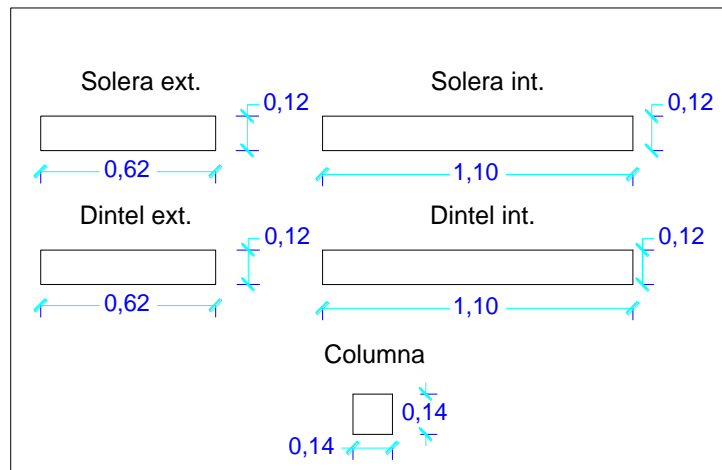 Solera ext.
Solera int.
0,12
0,12
0,62
1,10
Dintel ext.
Dintel int.
0,12
0,12
0,62
1,10
Columna
0,14
0,14